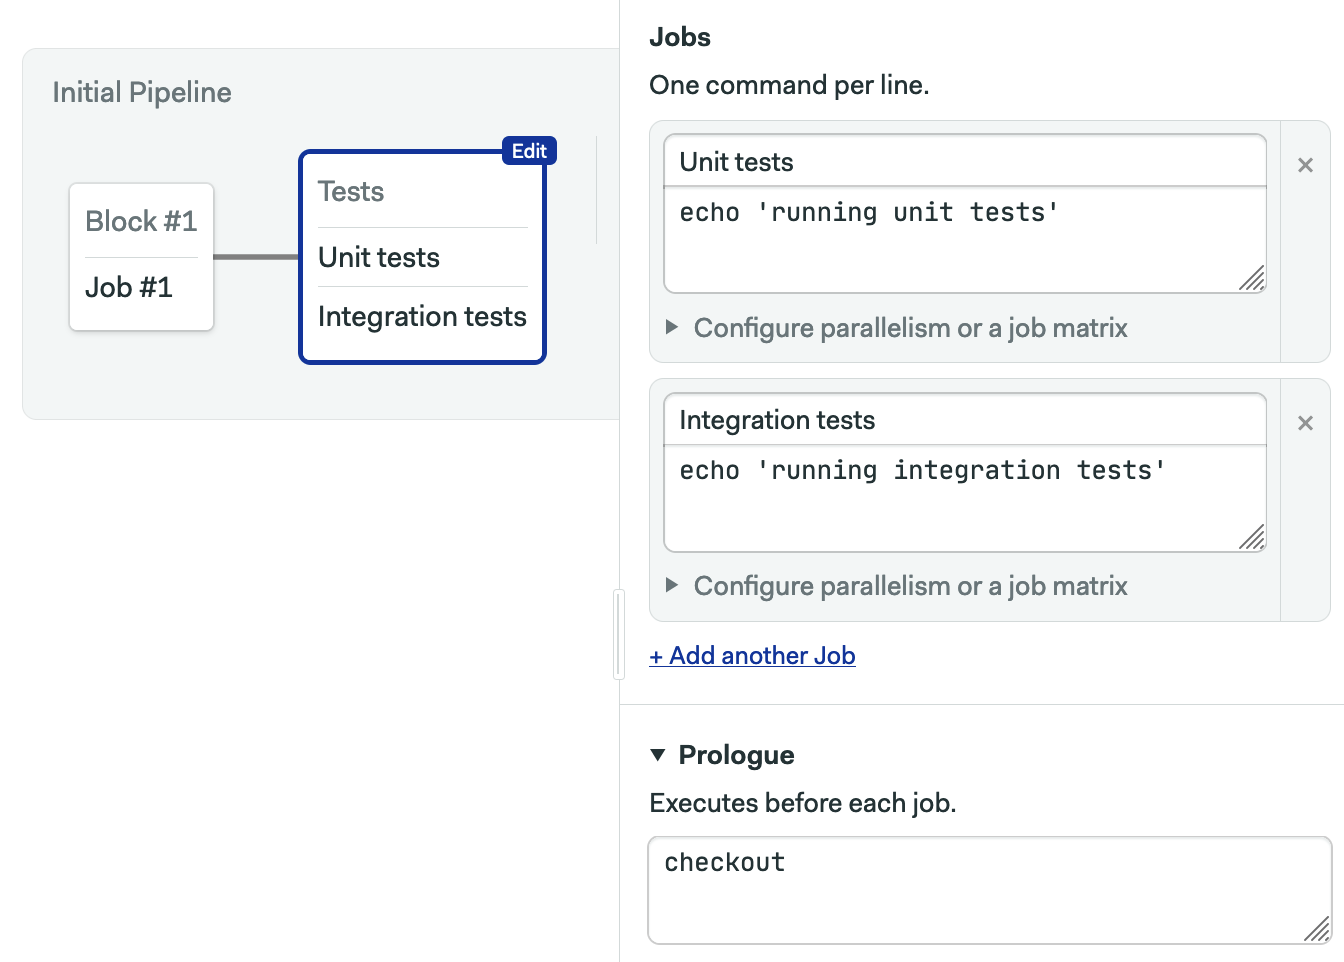 Initial Pipeline
Block #1
Job #1
Edit
Tests
Unit tests
Integration tests
Jobs
One command per line.
Unit tests
×
echo 'running unit tests'
Configure parallelism or a job matrix
Integration tests
×
echo 'running integration tests'
Configure parallelism or a job matrix
+ Add another Job
Prologue
Executes before each job.
checkout